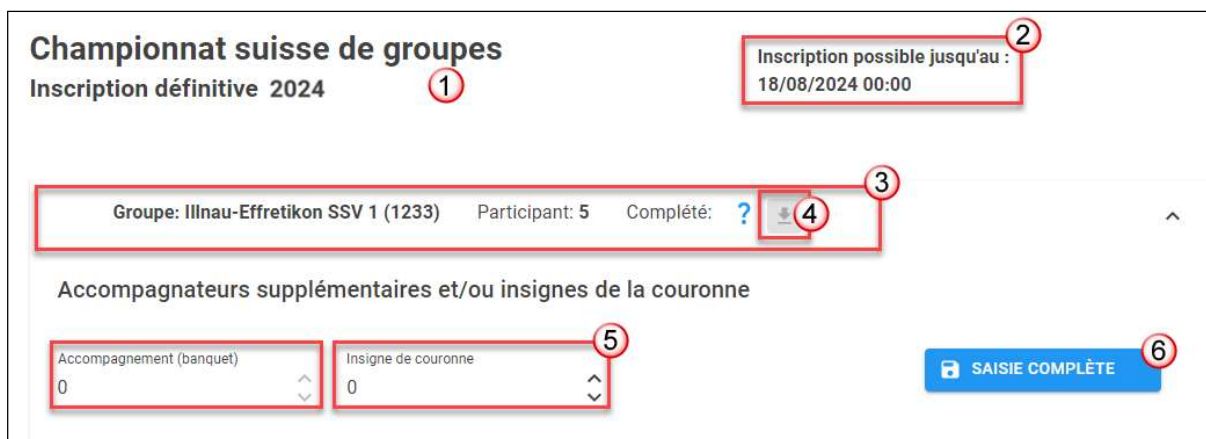 Championnat suisse de groupes
Inscription définitive 2024
1
Inscription possible jusqu'au :
18/08/2024 00:00
2
Groupe: Illnau-Effretikon SSV 1 (1233) Participant: 5 Complété: ?
4
3
Accompagnateurs supplémentaires et/ou insignes de la couronne
Accompagnement (banquet)
0
Insigne de couronne
0
5
SAISIE COMPLÈTE
6